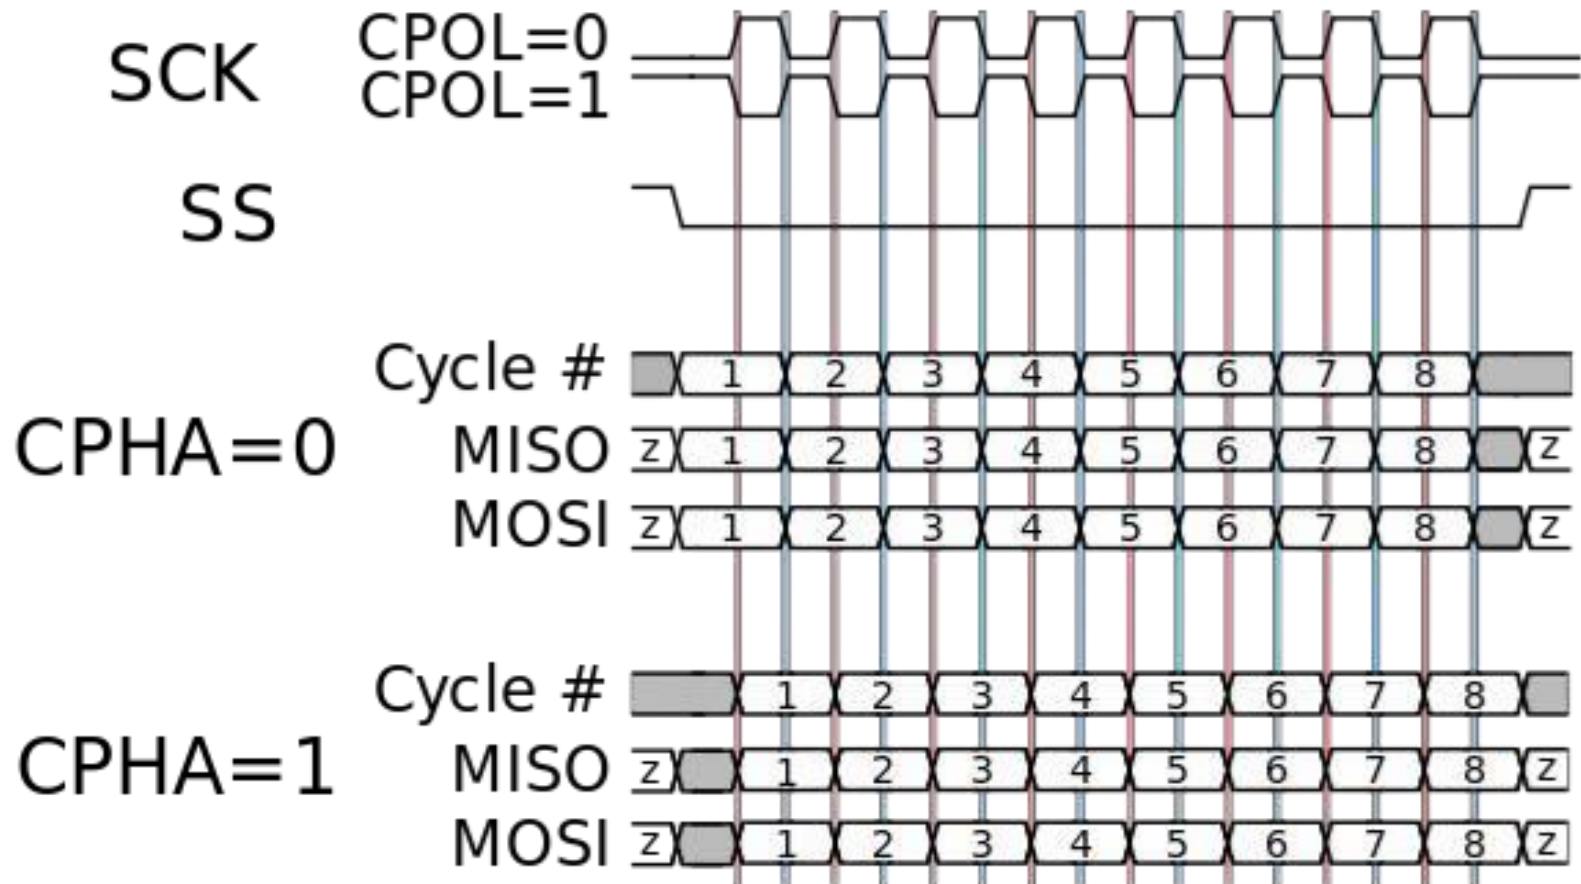 SCK CPOL=0
CPOL=1
SS
Cycle # 1 2 3 4 5 6 7 8
CPHA=0 MISO z 1 2 3 4 5 6 7 8 z
MOSI z 1 2 3 4 5 6 7 8 z
Cycle # 1 2 3 4 5 6 7 8
CPHA=1 MISO z 1 2 3 4 5 6 7 8 z
MOSI z 1 2 3 4 5 6 7 8 z